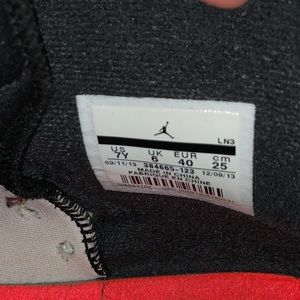 LN3
US UK EUR cm
7Y 6 40 25
09/11/13 384665-123 12/09/13
MADE IN CHINA
FABRIQUE EN CHINE